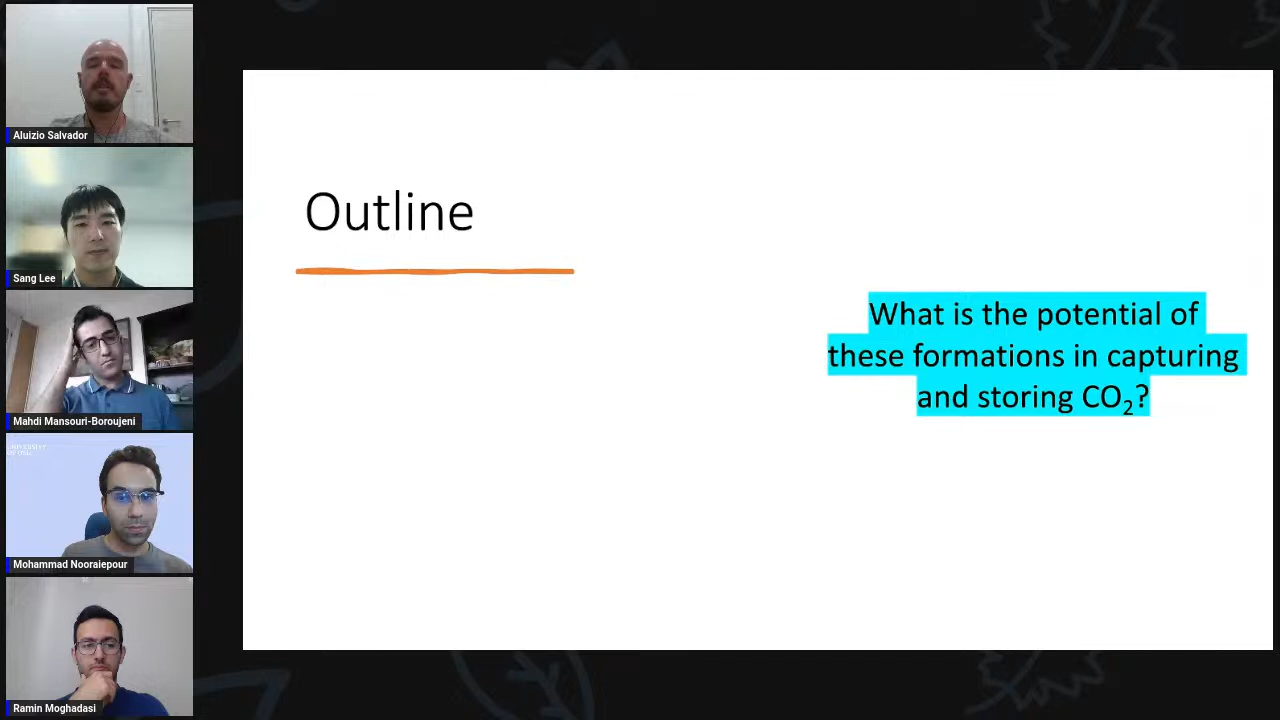 Aluizio Salvador
Sang Lee
Mahdi Mansouri-Boroujeni
Mohammad Nooraiepour
Ramin Moghadasi
Outline
What is the potential of
these formations in capturing
and storing CO₂?